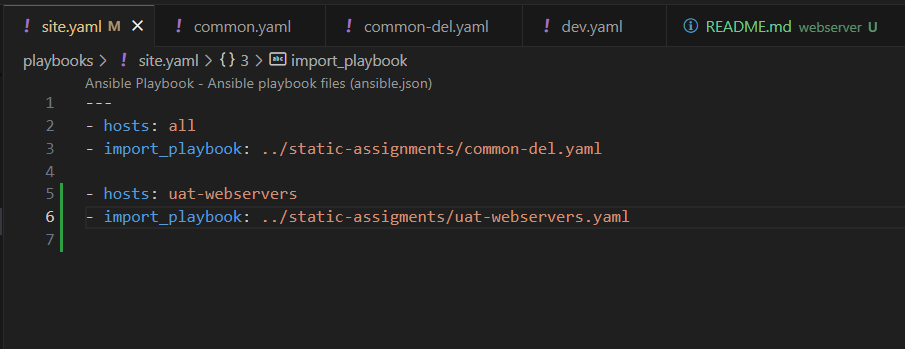 ! site.yaml M × ! common.yaml ! common-del.yaml ! dev.yaml ⓘ README.md webserver U
playbooks > ! site.yaml > {} 3 > abc import_playbook
Ansible Playbook - Ansible playbook files (ansible.json)
1 ---
2 - hosts: all
3 - import_playbook: ../static-assignments/common-del.yaml
4
5 - hosts: uat-webservers
6 - import_playbook: ../static-assigments/uat-webservers.yaml
7